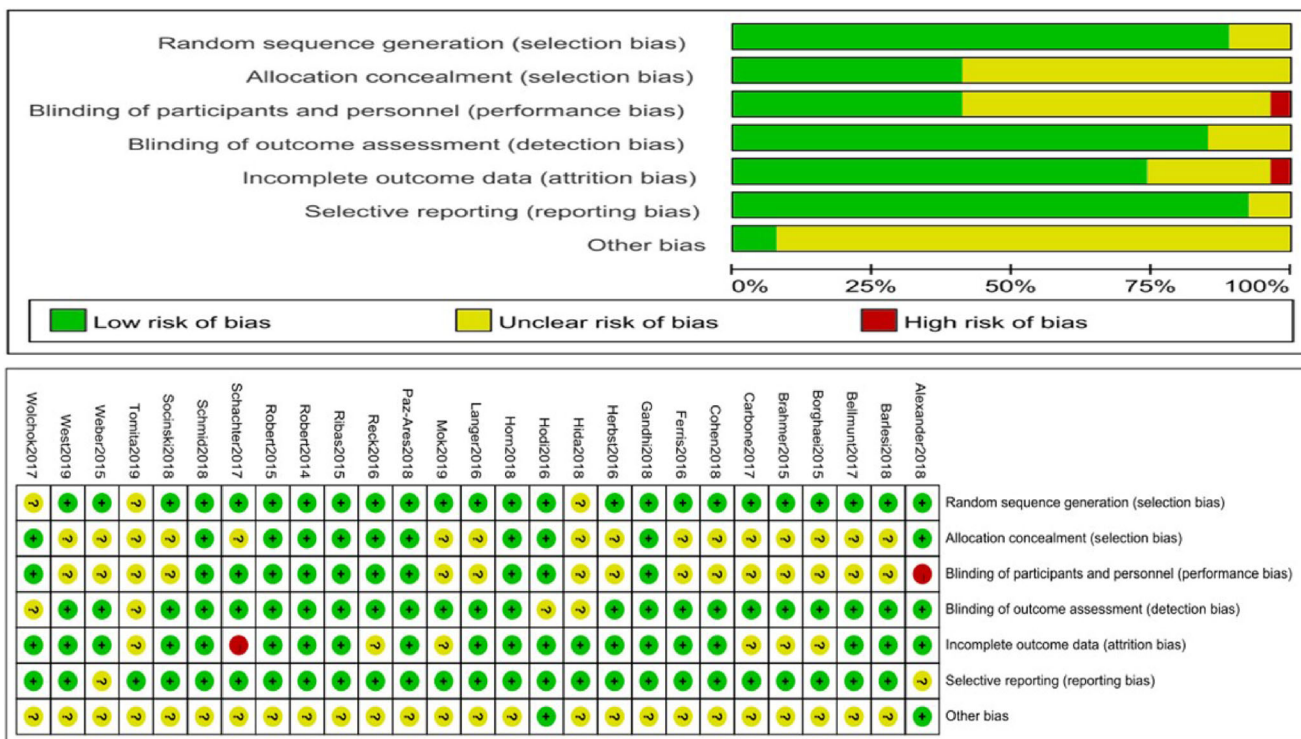 Random sequence generation (selection bias)
Allocation concealment (selection bias)
Blinding of participants and personnel (performance bias)
Blinding of outcome assessment (detection bias)
Incomplete outcome data (attrition bias)
Selective reporting (reporting bias)
Other bias
0% 25% 50% 75% 100%
Low risk of bias Unclear risk of bias High risk of bias
Wolchok2017
West2019
Weber2015
Tomita2019
Socinski2018
Schmid2018
Schachter2017
Robert2015
Robert2014
Ribas2015
Reck2016
Paz-Ares2018
Mok2019
Langer2016
Horn2018
Hodi2016
Hida2018
Herbst2016
Gandhi2018
Ferris2016
Cohen2018
Carbone2017
Brahmer2015
Borghaei2015
Bellmunt2017
Barlesi2018
Alexander2018
Random sequence generation (selection bias)
Allocation concealment (selection bias)
Blinding of participants and personnel (performance bias)
Blinding of outcome assessment (detection bias)
Incomplete outcome data (attrition bias)
Selective reporting (reporting bias)
Other bias